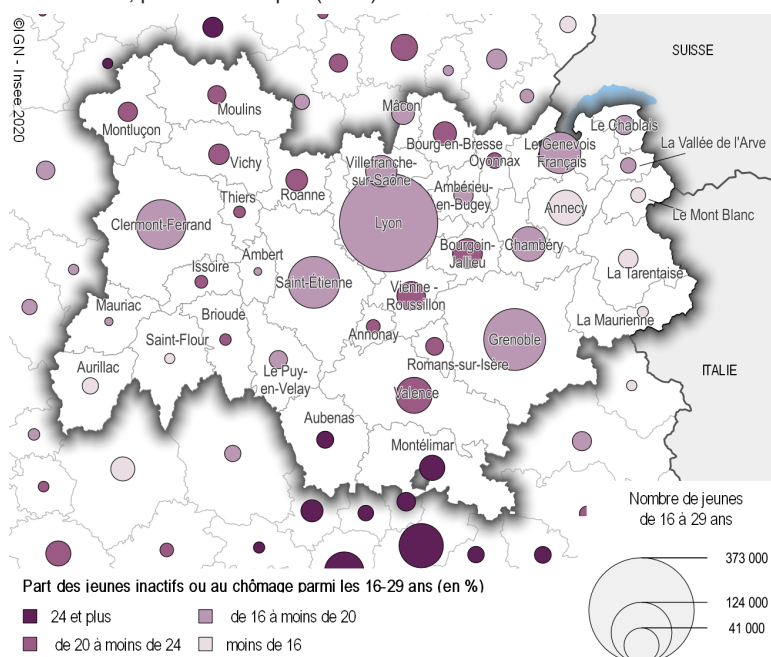 ©IGN - Insee 2020
SUISSE
Mâcon
Le Chablais
Moulins
Montluçon
Bourg-en-Bresse
Le Genevois
Français
La Vallée de l'Arve
Vichy
Villefranche-
sur-Saône
Oyonnax
Roanne
Ambérieu-
en-Bugey
Thiers
Annecy
Le Mont Blanc
Clermont-Ferrand
Lyon
Ambert
Bourgoin-
Jallieu
Chambéry
Issoire
Saint-Étienne
La Tarentaise
Vienne -
Roussillon
Mauriac
Brioude
La Maurienne
Saint-Flour
Annonay
Grenoble
Aurillac
Le Puy-
en-Velay
Romans-sur-Isère
ITALIE
Valence
Aubenas
Montélimar
Nombre de jeunes
de 16 à 29 ans
373 000
124 000
41 000
Part des jeunes inactifs ou au chômage parmi les 16-29 ans (en %)
24 et plus
de 16 à moins de 20
de 20 à moins de 24
moins de 16